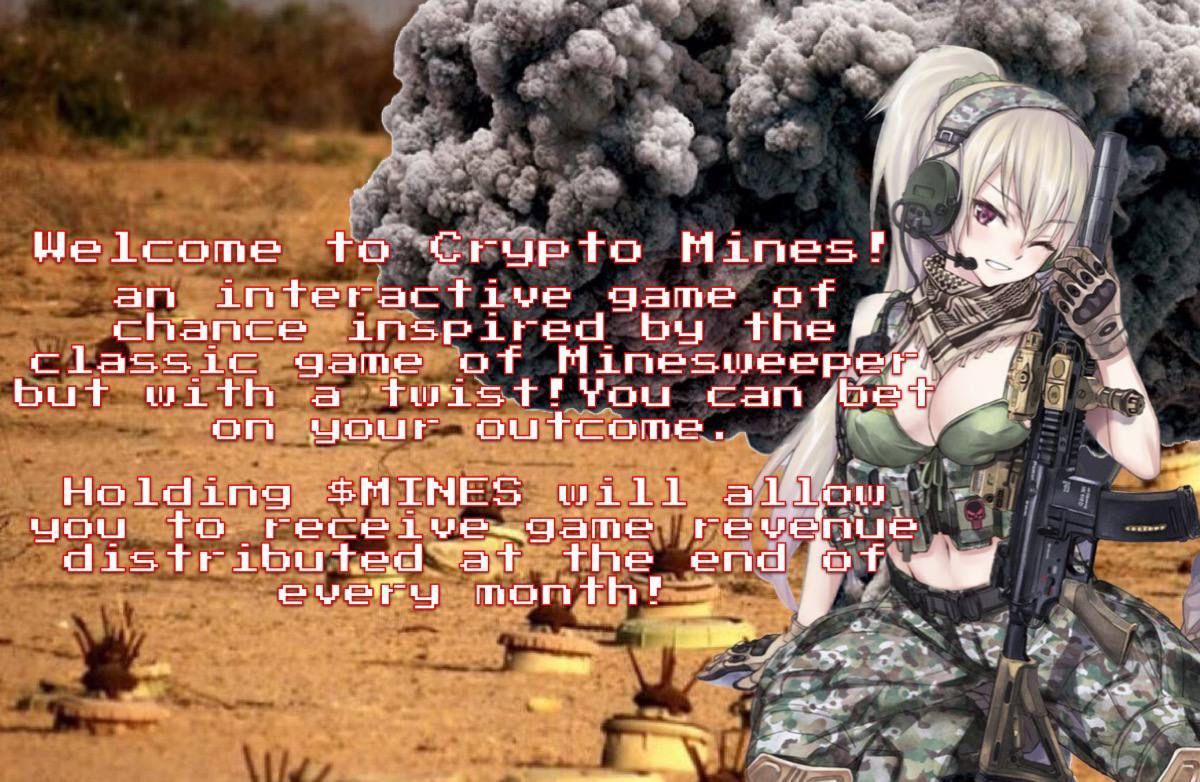 Welcome to Crypto Mines!
an interactive game of
chance inspired by the
classic game of Minesweeper
but with a twist!You can bet
on your outcome.
Holding $MINES will allow
you to receive game revenue
distributed at the end of
every month!